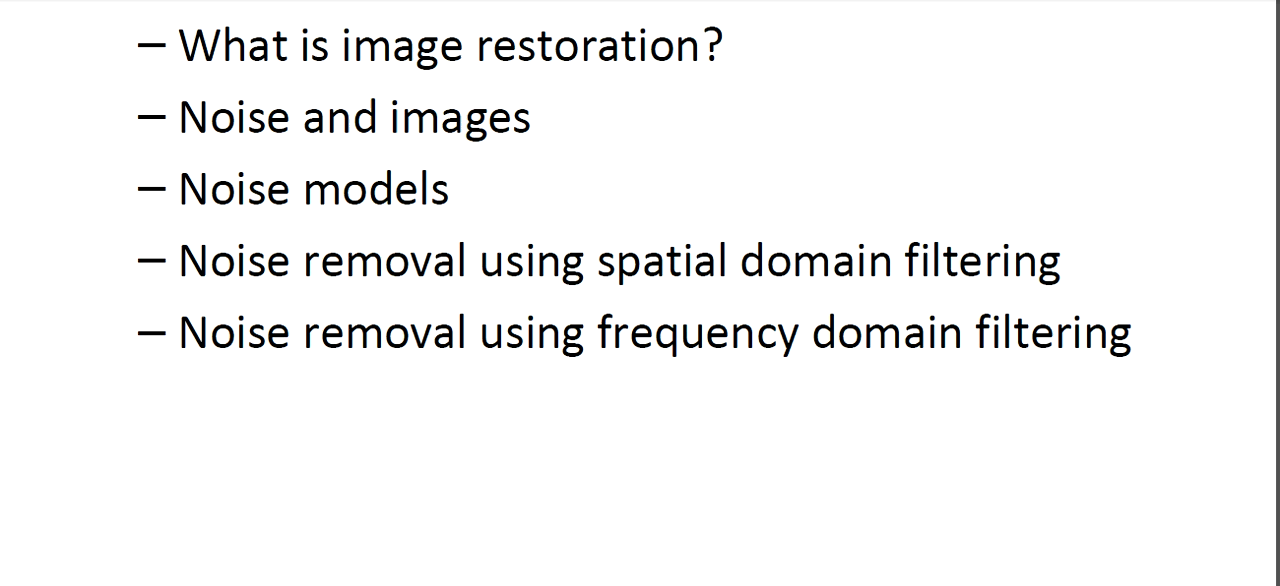 – What is image restoration?
– Noise and images
– Noise models
– Noise removal using spatial domain filtering
– Noise removal using frequency domain filtering